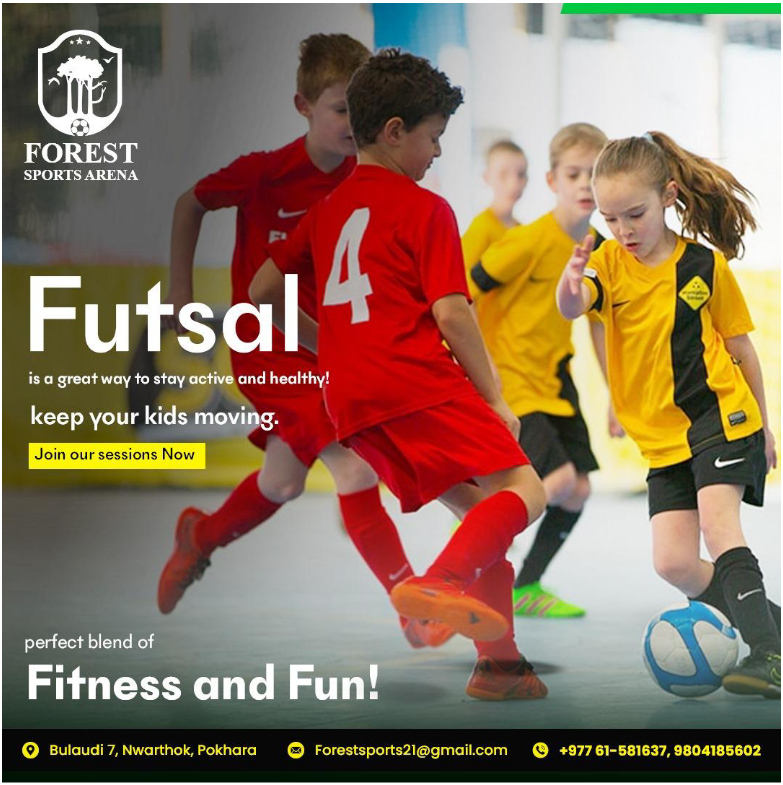 FOREST
SPORTS ARENA
4
Futsal
is a great way to stay active and healthy!
keep your kids moving.
Join our sessions Now
perfect blend of
Fitness and Fun!
Bulaudi 7, Nwarthok, Pokhara
Forestsports21@gmail.com
+977 61-581637, 9804185602